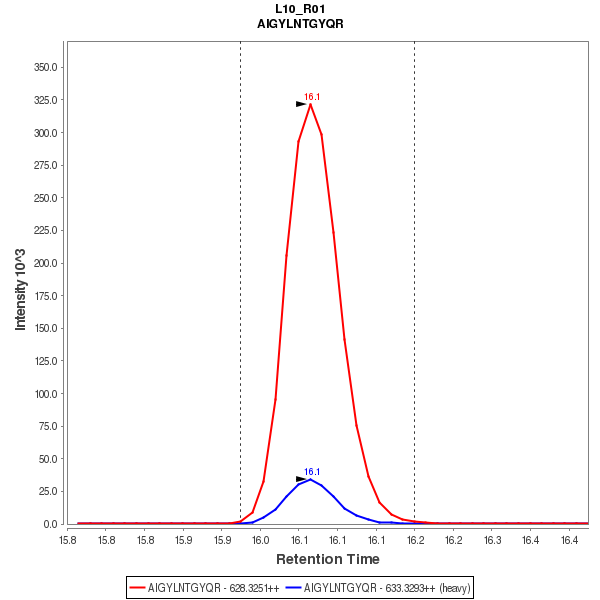 L10_R01
AIGYLNTGYQR
350.0
325.0
300.0
275.0
250.0
225.0
200.0
175.0
150.0
125.0
100.0
75.0
50.0
25.0
0.0
Intensity 10^3
16.1
16.1
15.8 15.8 15.8 15.9 15.9 16.0 16.1 16.1 16.1 16.2 16.2 16.3 16.4 16.4
Retention Time
AIGYLNTGYQR - 628.3251++ AIGYLNTGYQR - 633.3293++ (heavy)